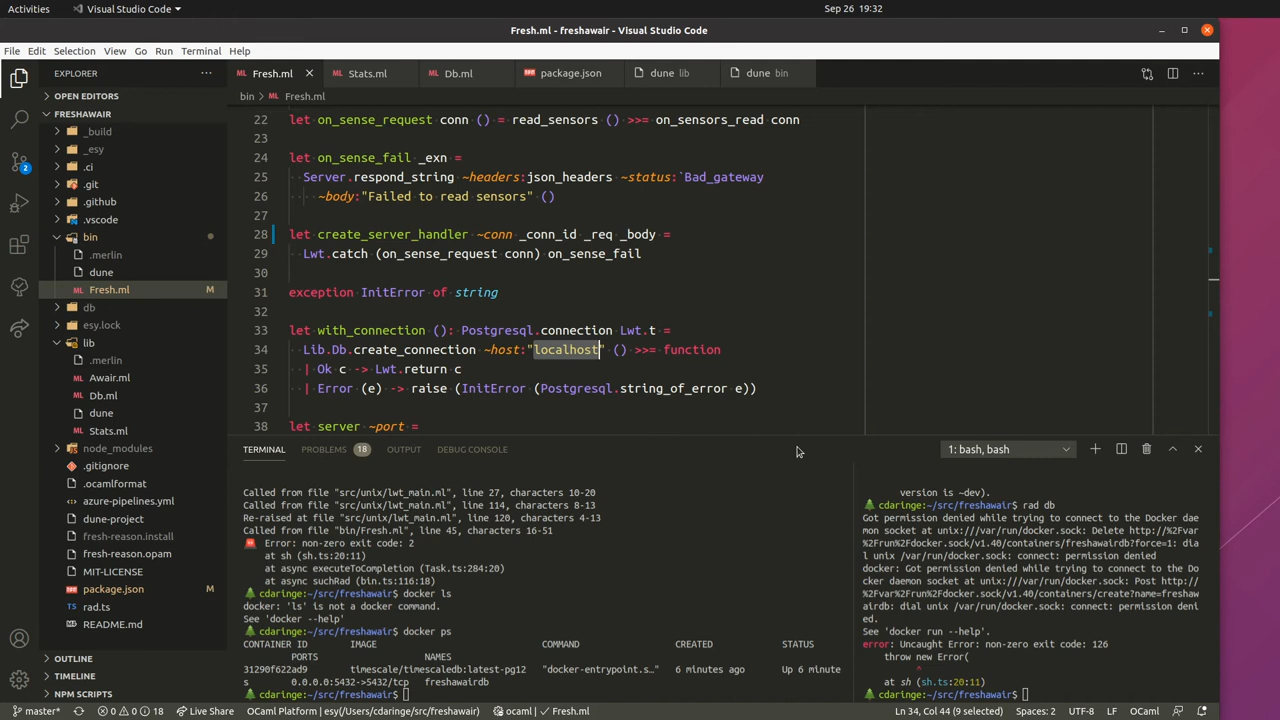 Activities
Visual Studio Code
Sep 26 19:32
Fresh.ml - freshawair - Visual Studio Code
File Edit Selection View Go Run Terminal Help
EXPLORER
OPEN EDITORS
FRESHAWAIR
_build
_esy
.ci
.git
.github
.vscode
bin
.merlin
dune
ML Fresh.ml M
db
esy.lock
lib
.merlin
ML Awair.ml
ML Db.ml
dune
ML Stats.ml
node_modules
.gitignore
.ocamlformat
azure-pipelines.yml
dune-project
fresh-reason.install
fresh-reason.opam
MIT-LICENSE
package.json M
rad.ts
README.md
OUTLINE
TIMELINE
NPM SCRIPTS
2
ML Fresh.ml
ML Stats.ml
ML Db.ml
package.json
dune lib
dune bin
bin > ML Fresh.ml
22 let on_sense_request conn () = read_sensors () >>= on_sensors_read conn
23
24 let on_sense_fail _exn =
25 Server.respond_string ~headers:json_headers ~status:`Bad_gateway
26 ~body:"Failed to read sensors" ()
27
28 let create_server_handler ~conn _conn_id _req _body =
29 Lwt.catch (on_sense_request conn) on_sense_fail
30
31 exception InitError of string
32
33 let with_connection (): Postgresql.connection Lwt.t =
34 Lib.Db.create_connection ~host:"localhost" () >>= function
35 | Ok c -> Lwt.return c
36 | Error (e) -> raise (InitError (Postgresql.string_of_error e))
37
38 let server ~port =
TERMINAL PROBLEMS 18 OUTPUT DEBUG CONSOLE
1: bash, bash
Called from file "src/unix/lwt_main.ml", line 27, characters 10-20
Called from file "src/unix/lwt_main.ml", line 114, characters 8-13
Re-raised at file "src/unix/lwt_main.ml", line 120, characters 4-13
Called from file "bin/Fresh.ml", line 45, characters 16-51
Error: non-zero exit code: 2
at sh (sh.ts:20:11)
at async executeToCompletion (Task.ts:284:20)
at async suchRad (bin.ts:116:18)
cdaringe:~/src/freshawair$ docker ls
docker: 'ls' is not a docker command.
See 'docker --help'
cdaringe:~/src/freshawair$ docker ps
CONTAINER ID IMAGE COMMAND CREATED STATUS
PORTS NAMES
31290f622ad9 timescale/timescaledb:latest-pg12 "docker-entrypoint.s…" 6 minutes ago Up 6 minute
s 0.0.0.0:5432->5432/tcp freshawairdb
cdaringe:~/src/freshawair$
version is ~dev).
cdaringe:~/src/freshawair$ rad db
Got permission denied while trying to connect to the Docker dae
mon socket at unix:///var/run/docker.sock: Delete http://%2Fvar
%2Frun%2Fdocker.sock/v1.40/containers/freshawairdb?force=1: dia
l unix /var/run/docker.sock: connect: permission denied
docker: Got permission denied while trying to connect to the Do
cker daemon socket at unix:///var/run/docker.sock: Post http://
%2Fvar%2Frun%2Fdocker.sock/v1.40/containers/create?name=freshaw
airdb: dial unix /var/run/docker.sock: connect: permission deni
ed.
See 'docker run --help'.
error: Uncaught Error: non-zero exit code: 126
throw new Error(
^
at sh (sh.ts:20:11)
cdaringe:~/src/freshawair$
master* 0 0 18 Live Share OCaml Platform | esy(/Users/cdaringe/src/freshawair) ocaml | Fresh.ml Ln 34, Col 44 (9 selected) Spaces: 2 UTF-8 LF OCaml